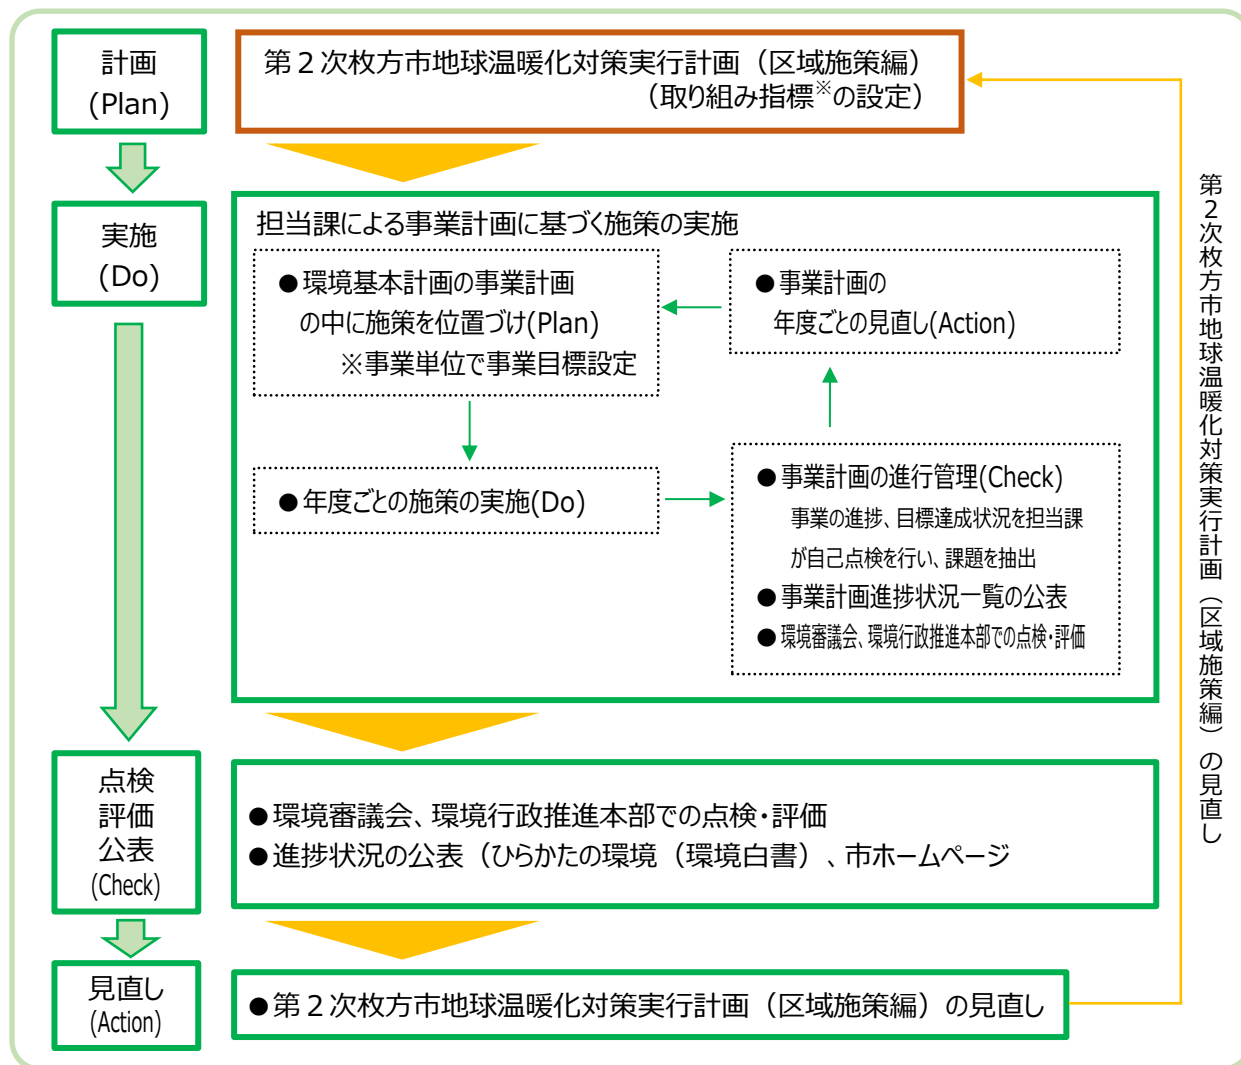 計画
(Plan)
第２次枚方市地球温暖化対策実行計画（区域施策編）
（取り組み指標※の設定）
実施
(Do)
担当課による事業計画に基づく施策の実施
●環境基本計画の事業計画
の中に施策を位置づけ(Plan)
※事業単位で事業目標設定
●事業計画の
年度ごとの見直し(Action)
●年度ごとの施策の実施(Do)
●事業計画の進行管理(Check)
事業の進捗、目標達成状況を担当課
が自己点検を行い、課題を抽出
●事業計画進捗状況一覧の公表
●環境審議会、環境行政推進本部での点検・評価
点検
評価
公表
(Check)
●環境審議会、環境行政推進本部での点検・評価
●進捗状況の公表（ひらかたの環境（環境白書）、市ホームページ
見直し
(Action)
●第２次枚方市地球温暖化対策実行計画（区域施策編）の見直し
第２次枚方市地球温暖化対策実行計画（区域施策編）の見直し